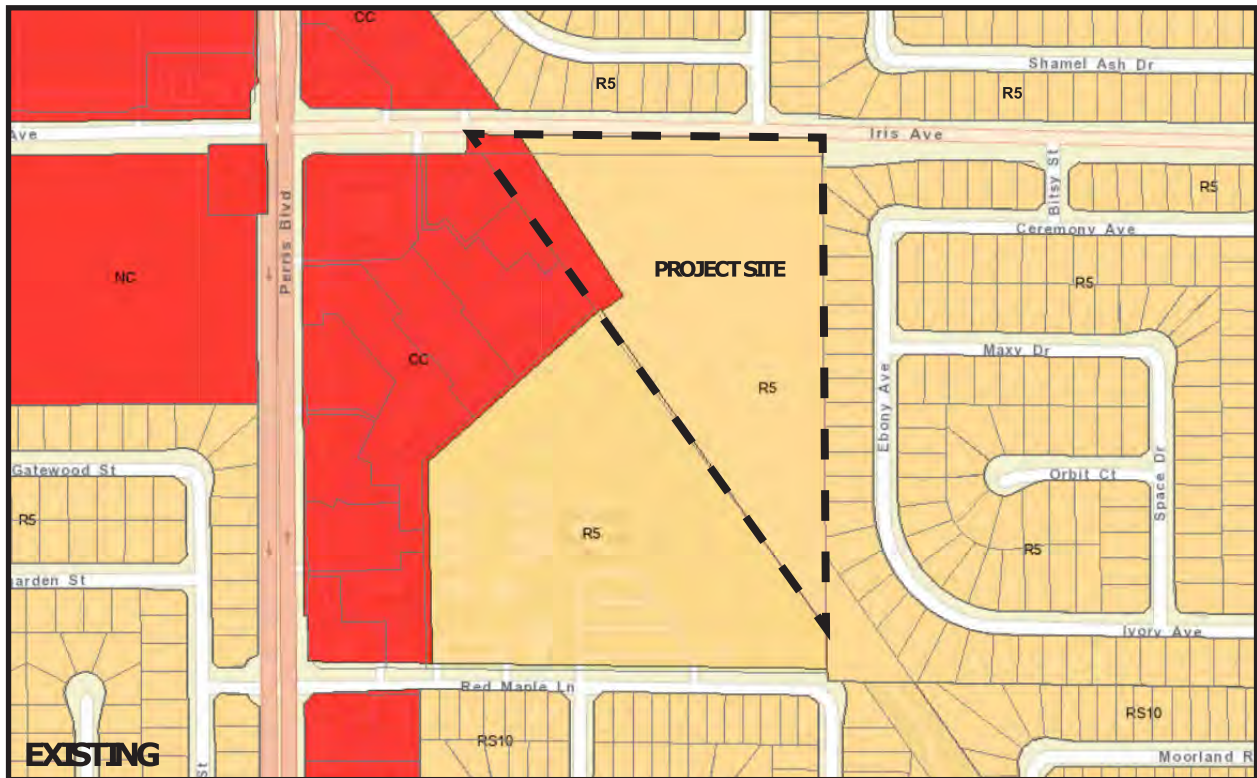 CC
Shamel Ash Dr
R5
R5
Ave
Iris Ave
Bitsy St
R5
Ceremony Ave
Perris Blvd
PROJECT SITE
NC
R5
Maxy Dr
CC
R5
Ebony Ave
Gatewood St
Orbit Ct
Space Dr
R5
R5
R5
arden St
Ivory Ave
Red Maple Ln
RS10
RS10
St
Moorland R
EXISTING